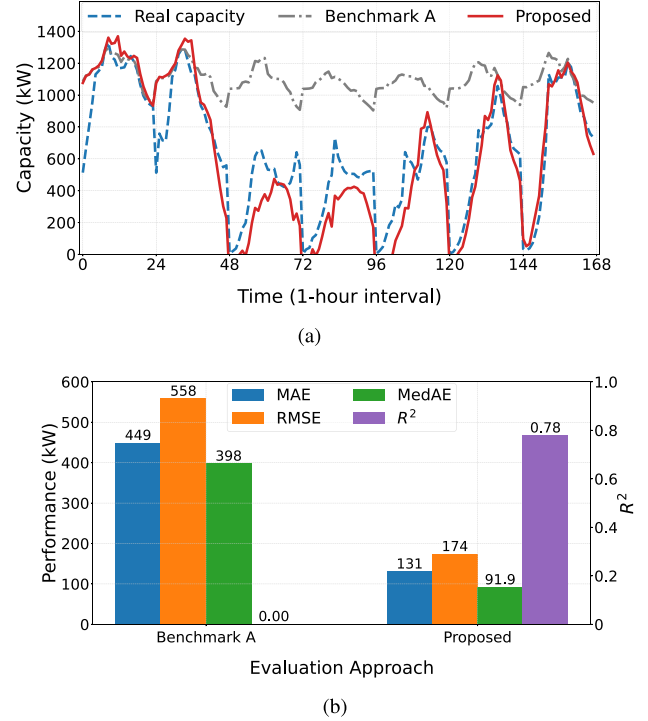 Real capacity Benchmark A Proposed
1400
1200
1000
800
600
400
200
0
Capacity (kW)
0 24 48 72 96 120 144 168
Time (1-hour interval)
(a)
600
500
400
300
200
100
0
Performance (kW)
MAE MedAE
RMSE R²
449
558
398
0.00
131
174
91.9
0.78
1.0
0.8
0.6
0.4
0.2
0
R²
Benchmark A Proposed
Evaluation Approach
(b)